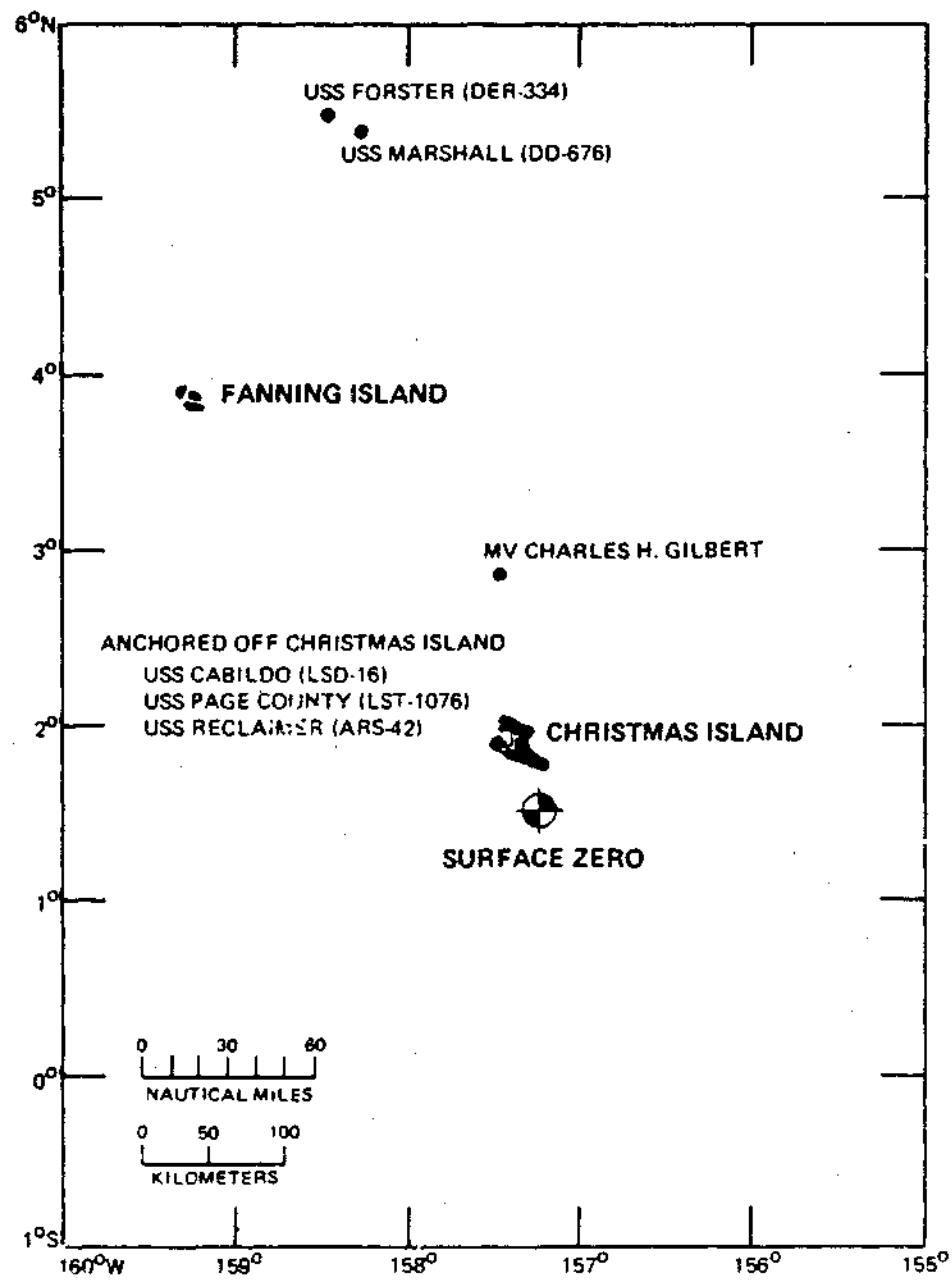 6°N
USS FORSTER (DER-334)
USS MARSHALL (DD-676)
5°
4°
FANNING ISLAND
3°
MV CHARLES H. GILBERT
ANCHORED OFF CHRISTMAS ISLAND
USS CABILDO (LSD-16)
USS PAGE COUNTY (LST-1076)
USS RECLAIMER (ARS-42)
2°
CHRISTMAS ISLAND
SURFACE ZERO
1°
0 30 60
NAUTICAL MILES
0°
0 50 100
KILOMETERS
1°S
160°W 159° 158° 157° 156° 155°